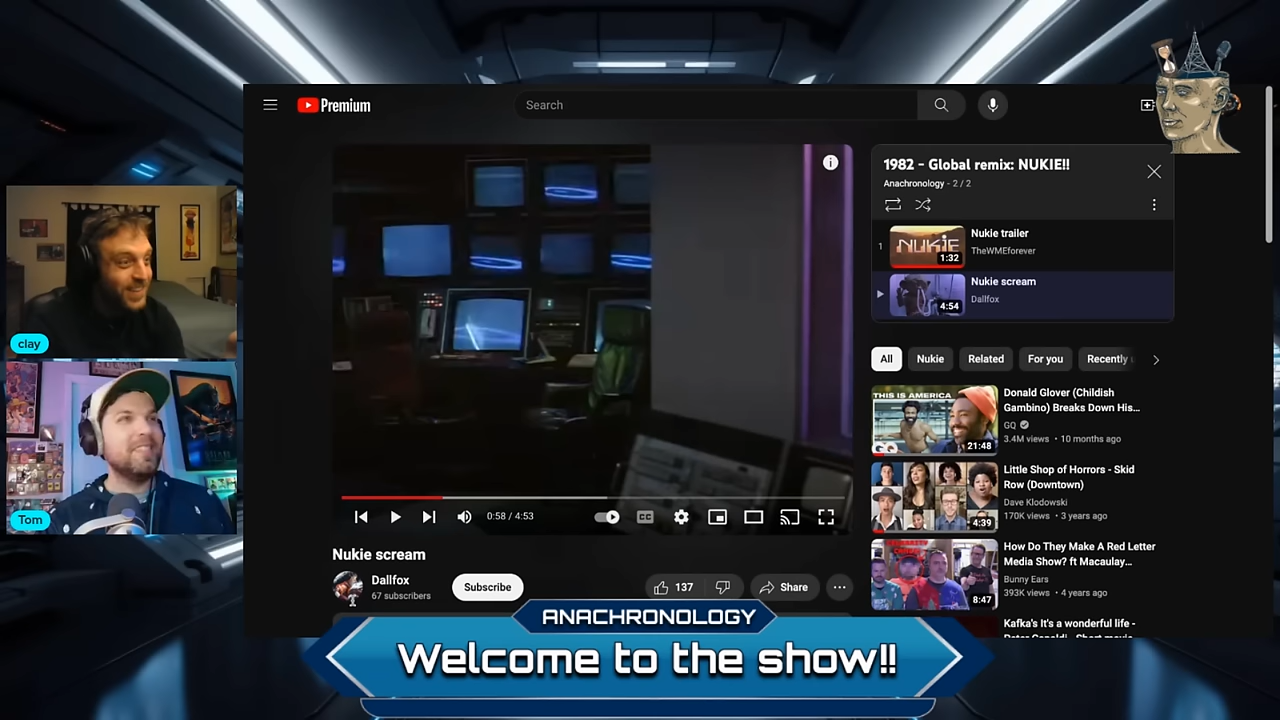 Premium
Search
clay
Tom
0:58 / 4:53
CC
Nukie scream
Dallfox
67 subscribers
Subscribe
137
Share
1982 - Global remix: NUKIE!!
Anachronology - 2 / 2
1
NUKIE
1:32
Nukie trailer
TheWMEforever
4:54
Nukie scream
Dallfox
All
Nukie
Related
For you
Recently
THIS IS AMERICA
GQ
21:48
Donald Glover (Childish
Gambino) Breaks Down His...
GQ
3.4M views • 10 months ago
4:39
Little Shop of Horrors - Skid
Row (Downtown)
Dave Klodowski
170K views • 3 years ago
8:47
How Do They Make A Red Letter
Media Show? ft Macaulay...
Bunny Ears
393K views • 4 years ago
Kafka's It's a wonderful life -
ANACHRONOLOGY
Welcome to the show!!